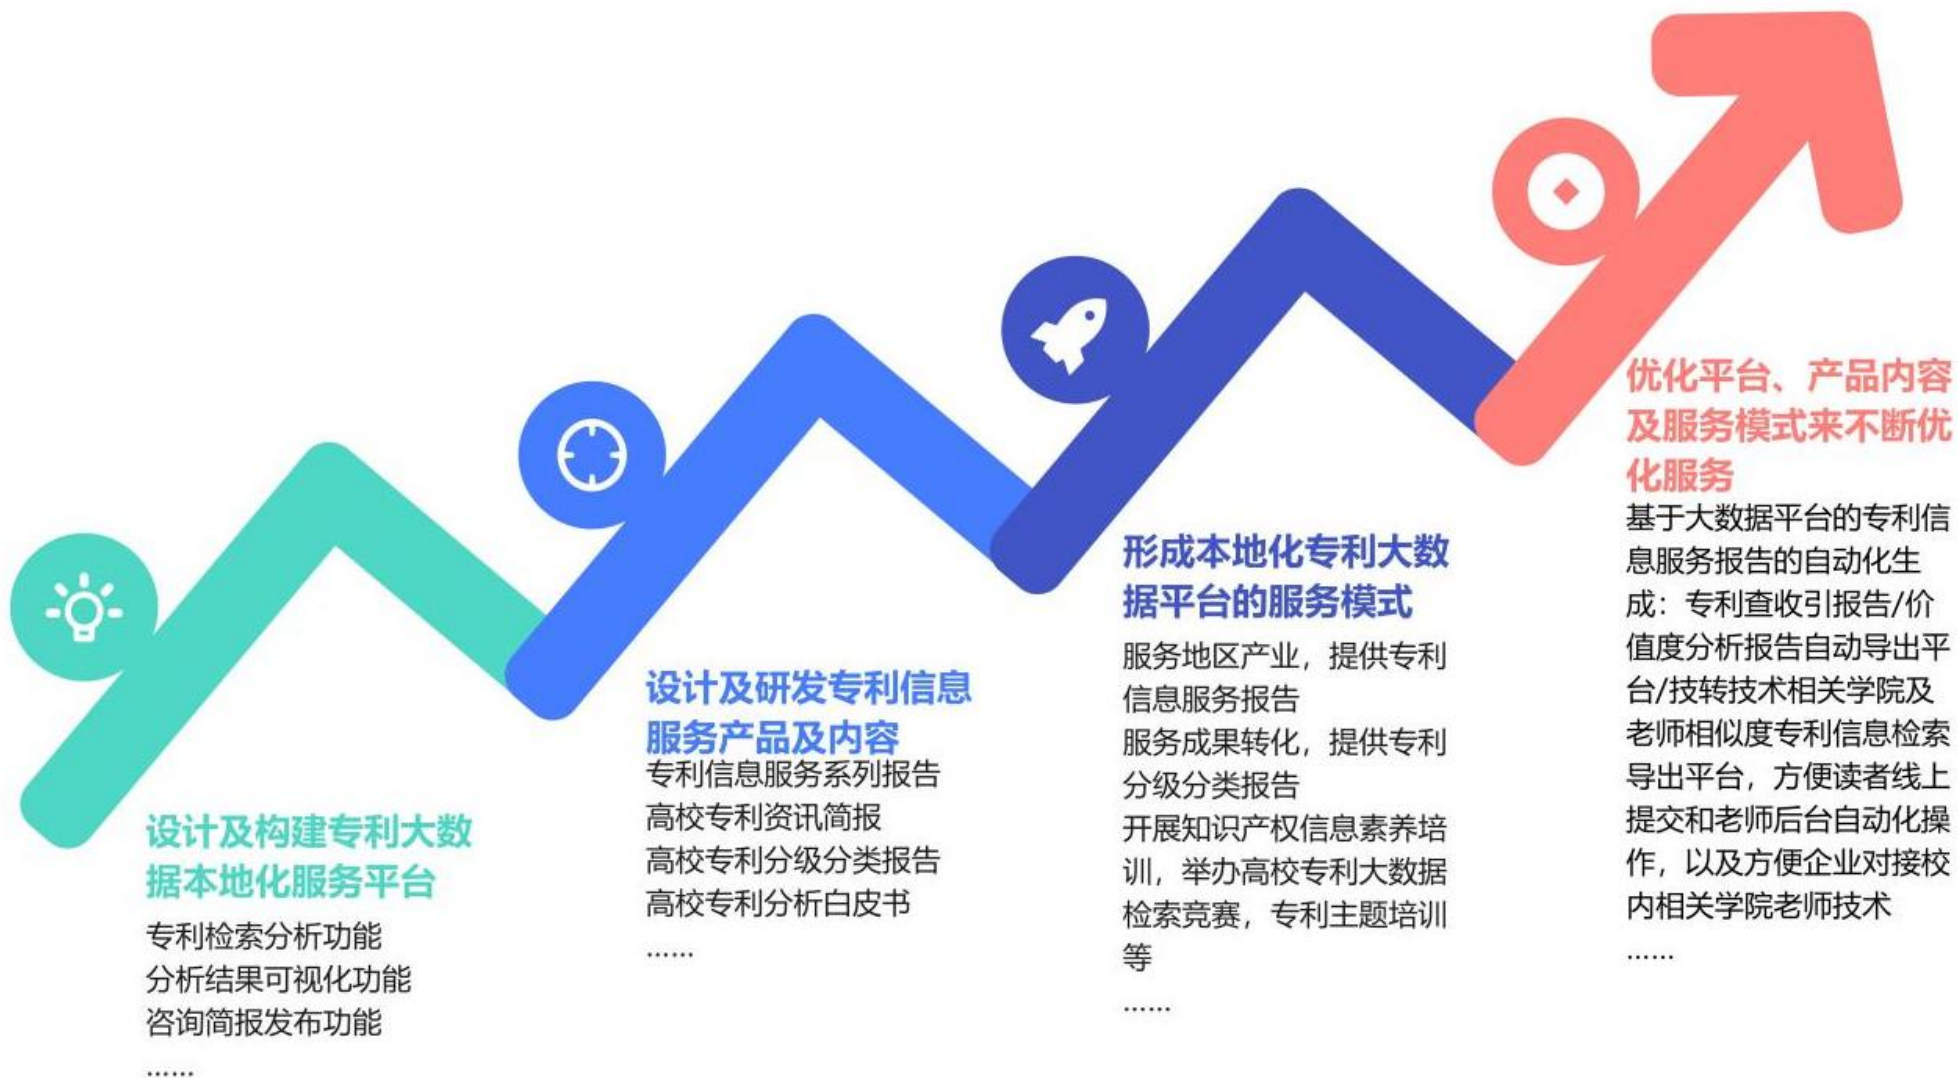 设计及构建专利大数
据本地化服务平台
专利检索分析功能
分析结果可视化功能
咨询简报发布功能
……
设计及研发专利信息
服务产品及内容
专利信息服务系列报告
高校专利资讯简报
高校专利分级分类报告
高校专利分析白皮书
……
形成本地化专利大数
据平台的服务模式
服务地区产业，提供专利
信息服务报告
服务成果转化，提供专利
分级分类报告
开展知识产权信息素养培
训，举办高校专利大数据
检索竞赛，专利主题培训
等
……
优化平台、产品内容
及服务模式来不断优
化服务
基于大数据平台的专利信
息服务报告的自动化生
成：专利查收引报告/价
值度分析报告自动导出平
台/技转技术相关学院及
老师相似度专利信息检索
导出平台，方便读者线上
提交和老师后台自动化操
作，以及方便企业对接校
内相关学院老师技术
……